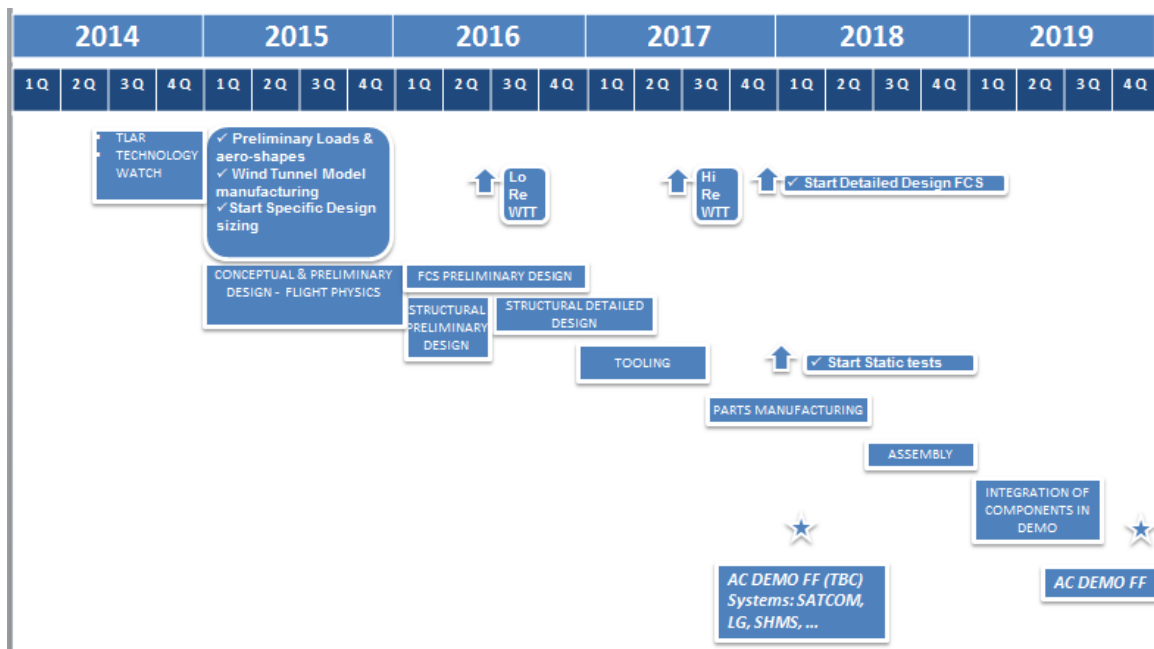 2014 2015 2016 2017 2018 2019
1Q 2Q 3Q 4Q 1Q 2Q 3Q 4Q 1Q 2Q 3Q 4Q 1Q 2Q 3Q 4Q 1Q 2Q 3Q 4Q 1Q 2Q 3Q 4Q
TLAR
TECHNOLOGY
WATCH
✓ Preliminary Loads &
aero-shapes
✓ Wind Tunnel Model
manufacturing
✓ Start Specific Design
sizing
Lo
Re
WTT
Hi
Re
WTT
✓ Start Detailed Design FCS
CONCEPTUAL & PRELIMINARY
DESIGN - FLIGHT PHYSICS
FCS PRELIMINARY DESIGN
STRUCTURAL
PRELIMINARY
DESIGN
STRUCTURAL DETAILED
DESIGN
TOOLING
✓ Start Static tests
PARTS MANUFACTURING
ASSEMBLY
INTEGRATION OF
COMPONENTS IN
DEMO
AC DEMO FF (TBC)
Systems: SATCOM,
LG, SHMS, ...
AC DEMO FF